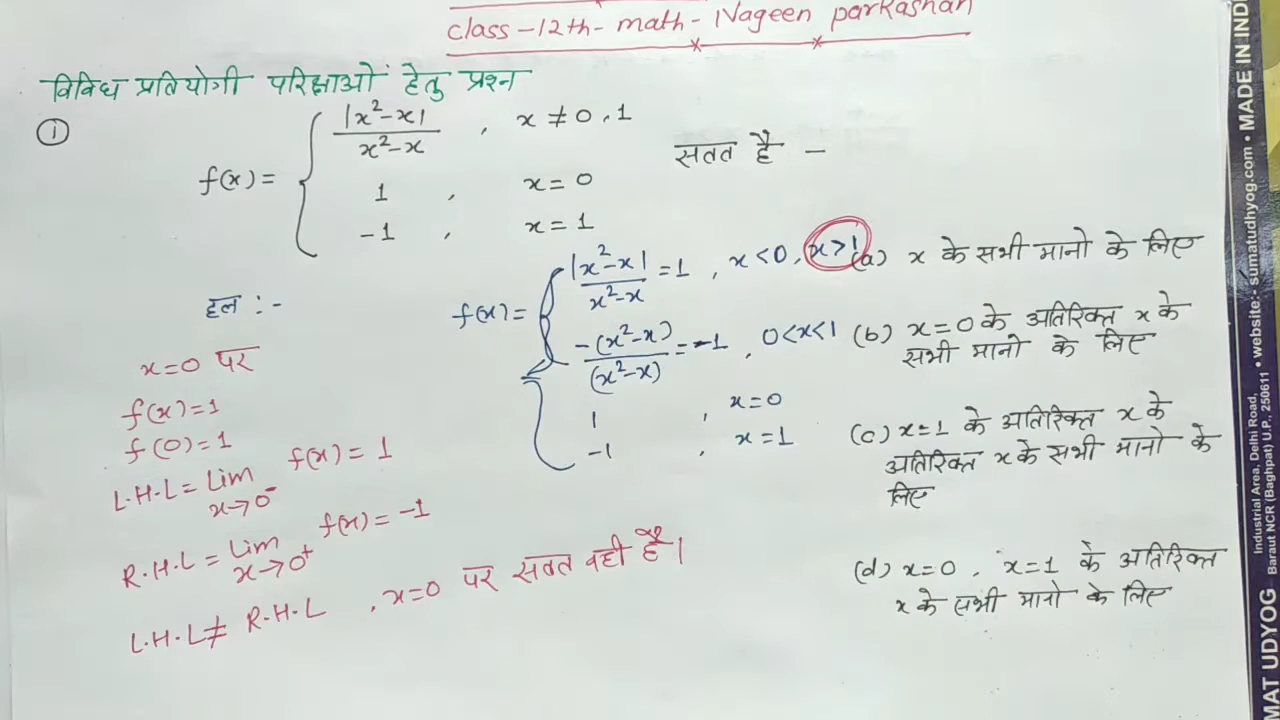 class-12th-math-Nageen parkashan
विविध प्रतियोगी परिक्षाओं हेतु प्रश्न
①
f(x) = { |x²-x| / x²-x , x ≠ 0, 1
1 , x = 0
-1 , x = 1
सतत है -
(a) x के सभी मानो के लिए
(b) x=0 के अतिरिक्त x के
सभी मानो के लिए
(c) x=1 के अतिरिक्त x के
अतिरिक्त x के सभी मानो के
लिए
(d) x=0 , x=1 के अतिरिक्त
x के सभी मानो के लिए
हल :-
f(x) = { |x²-x| / x²-x = 1 , x<0, x>1
-(x²-x) / (x²-x) = -1 , 0<x<1
1 , x=0
-1 , x=1
x=0 पर
f(x)=1
f(0)=1
L.H.L = Lim x→0⁻ f(x) = 1
R.H.L = Lim x→0⁺ f(x) = -1
L.H.L ≠ R.H.L , x=0 पर सतत नही है।
MAT UDYOG Industrial Area, Delhi Road, Baraut NCR (Baghpat) U.P., 250611 • website:- sumatudhyog.com • MADE IN IND